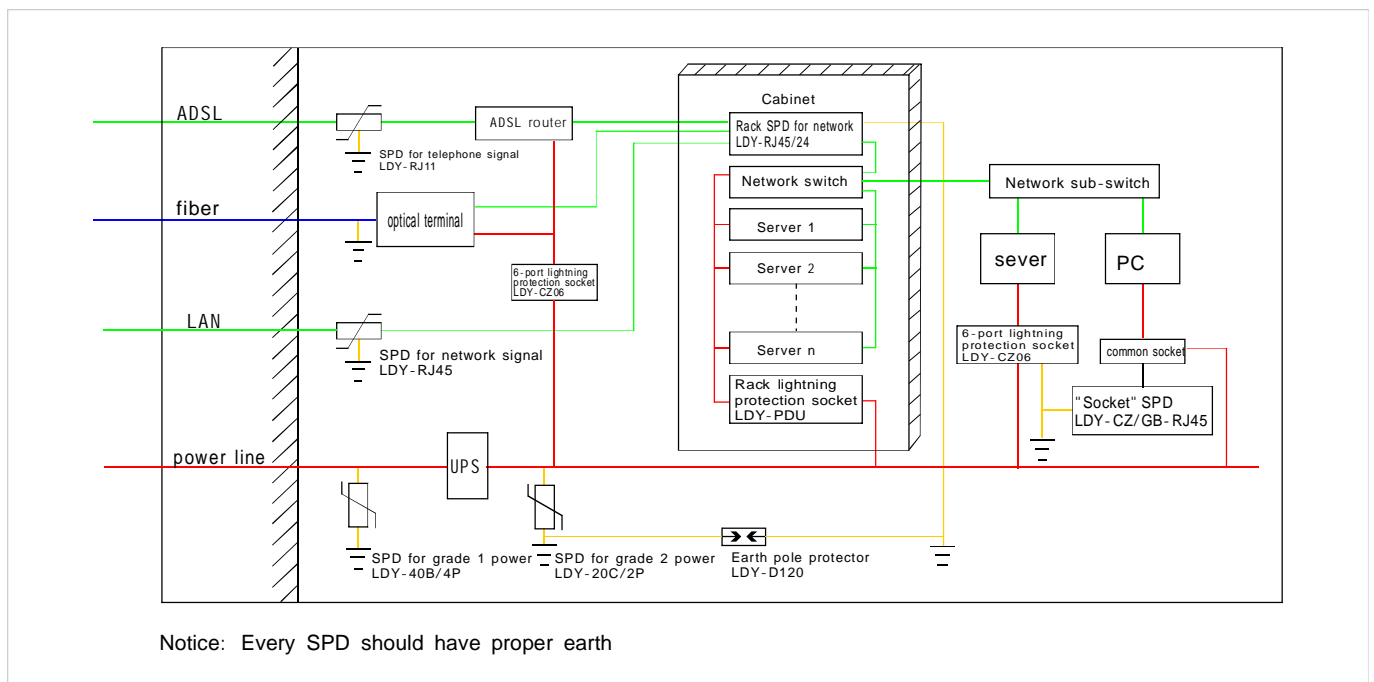 ADSL
SPD for telephone signal
LDY-RJ11
ADSL router
fiber
optical terminal
6-port lightning
protection socket
LDY-CZ06
LAN
SPD for network signal
LDY-RJ45
Cabinet
Rack SPD for network
LDY-RJ45/24
Network switch
Server 1
Server 2
Server n
Rack lightning
protection socket
LDY-PDU
Network sub-switch
sever
PC
6-port lightning
protection socket
LDY-CZ06
common socket
"Socket" SPD
LDY-CZ/GB-RJ45
power line
UPS
SPD for grade 1 power
LDY-40B/4P
SPD for grade 2 power
LDY-20C/2P
Earth pole protector
LDY-D120
Notice: Every SPD should have proper earth